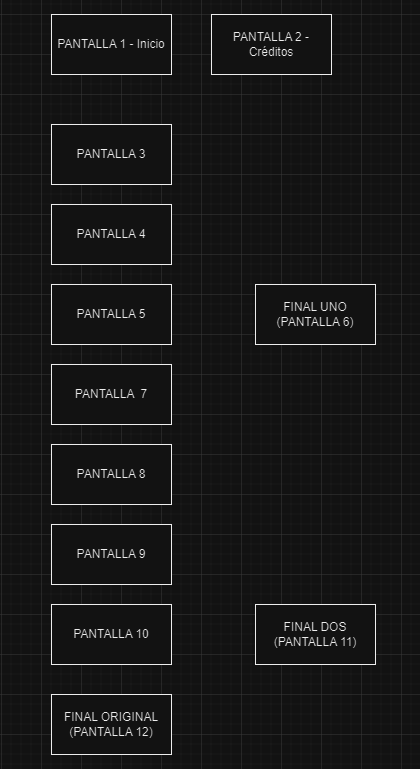 PANTALLA 1 - Inicio
PANTALLA 2 -
Créditos
PANTALLA 3
PANTALLA 4
PANTALLA 5
FINAL UNO
(PANTALLA 6)
PANTALLA 7
PANTALLA 8
PANTALLA 9
PANTALLA 10
FINAL DOS
(PANTALLA 11)
FINAL ORIGINAL
(PANTALLA 12)